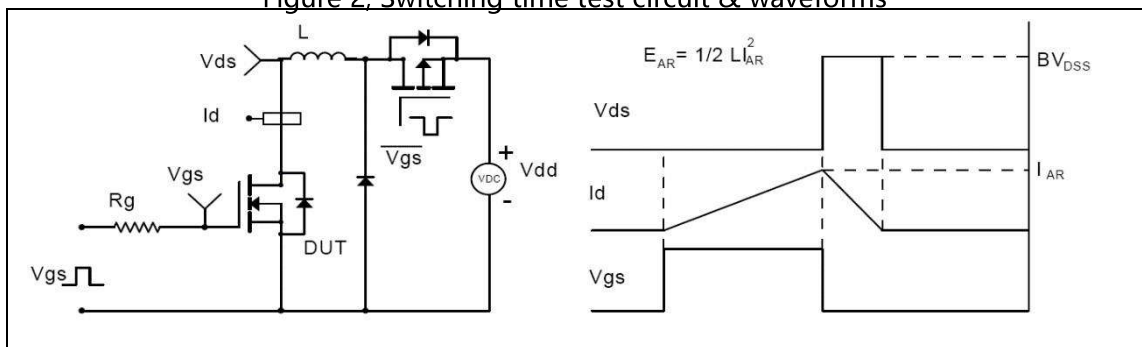 Figure 2, Switching time test circuit & waveforms
L
Vds
Id
Vgs
Rg
Vgs
DUT
Vgs
+
VDC
Vdd
-
E_AR = 1/2 LI²_AR
BV_DSS
Vds
I_AR
Id
Vgs